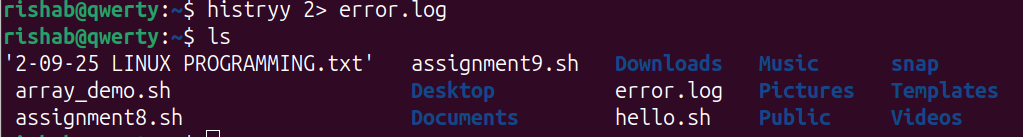 rishab@qwerty:~$ histryy 2> error.log
rishab@qwerty:~$ ls
'2-09-25 LINUX PROGRAMMING.txt' assignment9.sh Downloads Music snap
array_demo.sh Desktop error.log Pictures Templates
assignment8.sh Documents hello.sh Public Videos